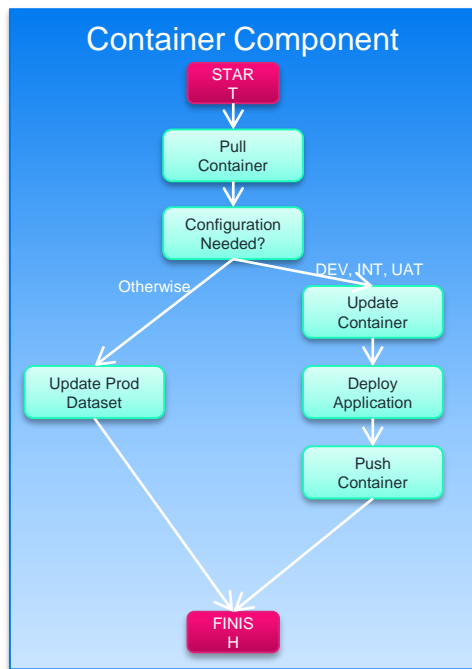 Container Component
STAR
T
Pull
Container
Configuration
Needed?
DEV, INT, UAT
Otherwise
Update
Container
Update Prod
Dataset
Deploy
Application
Push
Container
FINIS
H